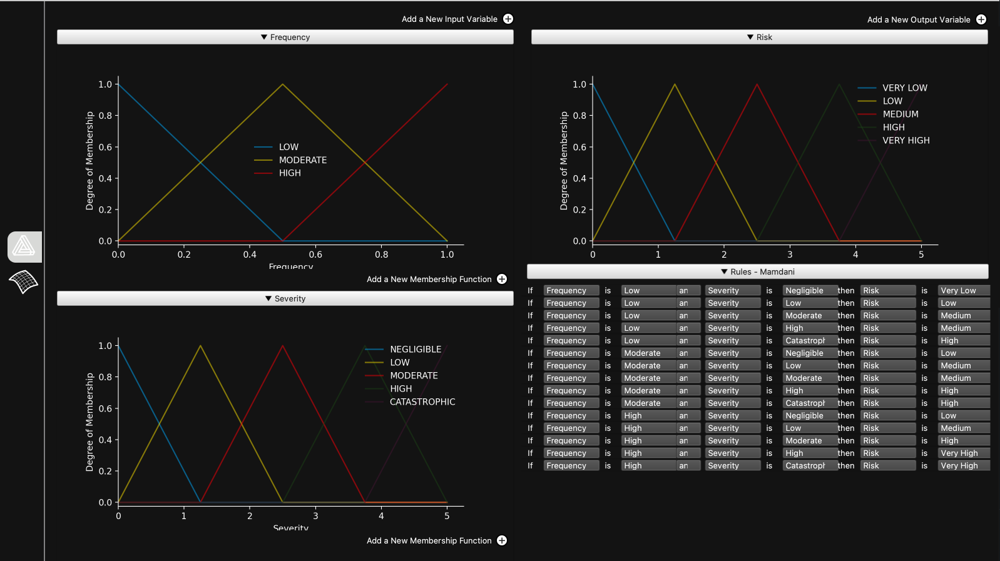 Add a New Input Variable
▼ Frequency
1.0
0.8
0.6
0.4
0.2
0.0
Degree of Membership
LOW
MODERATE
HIGH
0.0 0.2 0.4 0.6 0.8 1.0
Frequency
Add a New Membership Function
▼ Severity
1.0
0.8
0.6
0.4
0.2
0.0
Degree of Membership
NEGLIGIBLE
LOW
MODERATE
HIGH
CATASTROPHIC
0 1 2 3 4 5
Severity
Add a New Membership Function
Add a New Output Variable
▼ Risk
1.0
0.8
0.6
0.4
0.2
0.0
Degree of Membership
VERY LOW
LOW
MEDIUM
HIGH
VERY HIGH
0 1 2 3 4 5
▼ Rules - Mamdani
If Frequency is Low an Severity is Negligible then Risk is Very Low
If Frequency is Low an Severity is Low then Risk is Low
If Frequency is Low an Severity is Moderate then Risk is Medium
If Frequency is Low an Severity is High then Risk is Medium
If Frequency is Low an Severity is Catastroph then Risk is High
If Frequency is Moderate an Severity is Negligible then Risk is Low
If Frequency is Moderate an Severity is Low then Risk is Medium
If Frequency is Moderate an Severity is Moderate then Risk is Medium
If Frequency is Moderate an Severity is High then Risk is High
If Frequency is Moderate an Severity is Catastroph then Risk is High
If Frequency is High an Severity is Negligible then Risk is Low
If Frequency is High an Severity is Low then Risk is Medium
If Frequency is High an Severity is Moderate then Risk is High
If Frequency is High an Severity is High then Risk is Very High
If Frequency is High an Severity is Catastroph then Risk is Very High